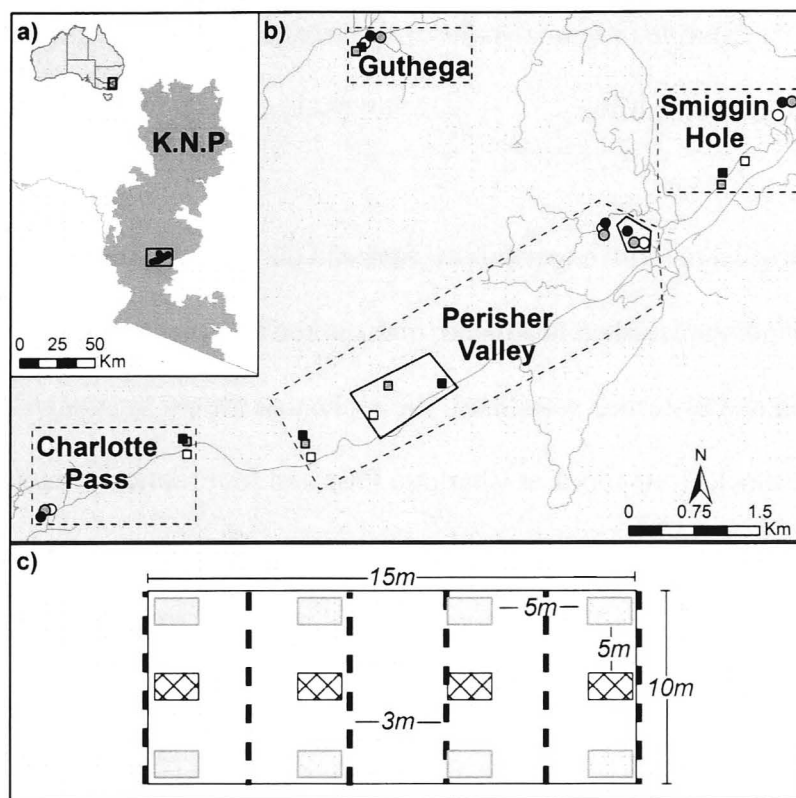 a)
K.N.P
0 25 50
Km
b)
Guthega
Smiggin
Hole
Perisher
Valley
Charlotte
Pass
N
0 0.75 1.5
Km
c)
15m
5m
5m
10m
3m